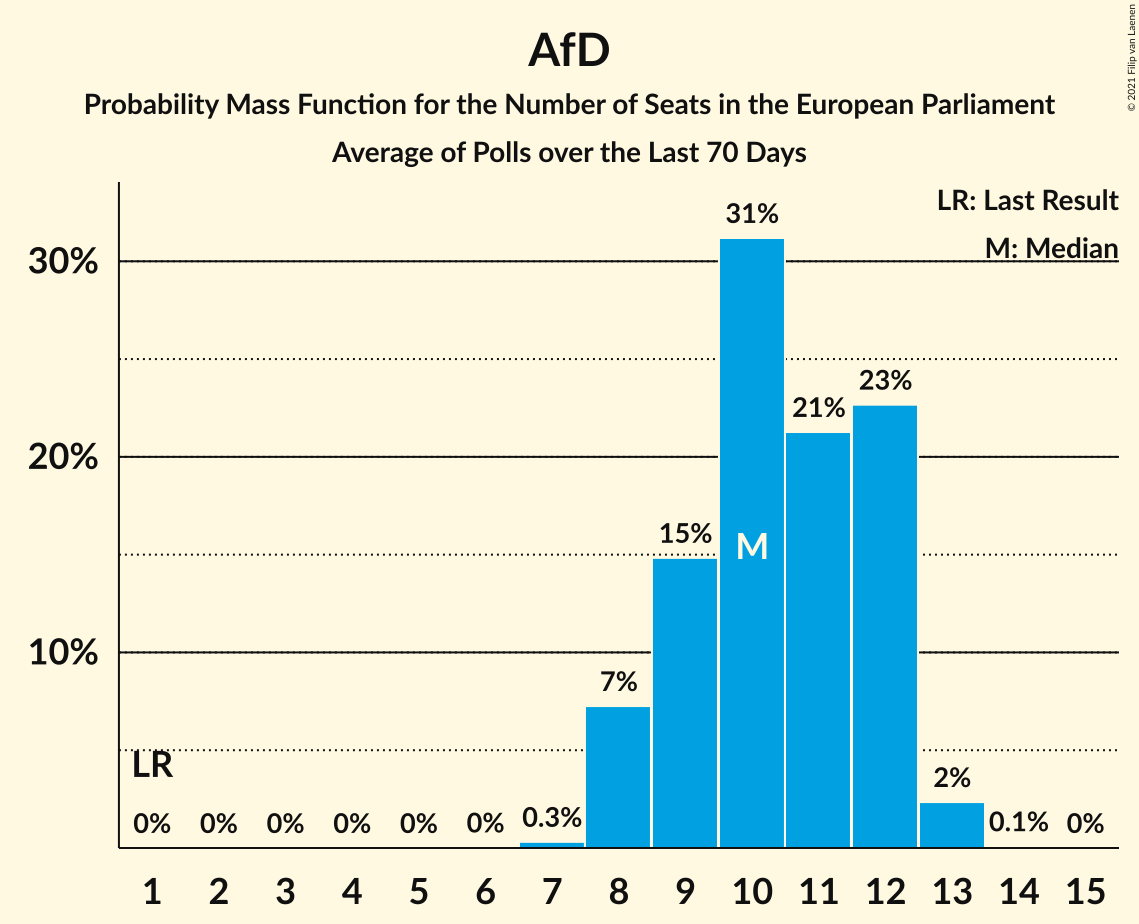 AfD
Probability Mass Function for the Number of Seats in the European Parliament
Average of Polls over the Last 70 Days
© 2021 Filip van Laenen
LR: Last Result
M: Median
30%
20%
10%
31%
23%
21%
15%
M
7%
LR
2%
0% 0% 0% 0% 0% 0% 0.3% 0.1% 0%
1 2 3 4 5 6 7 8 9 10 11 12 13 14 15